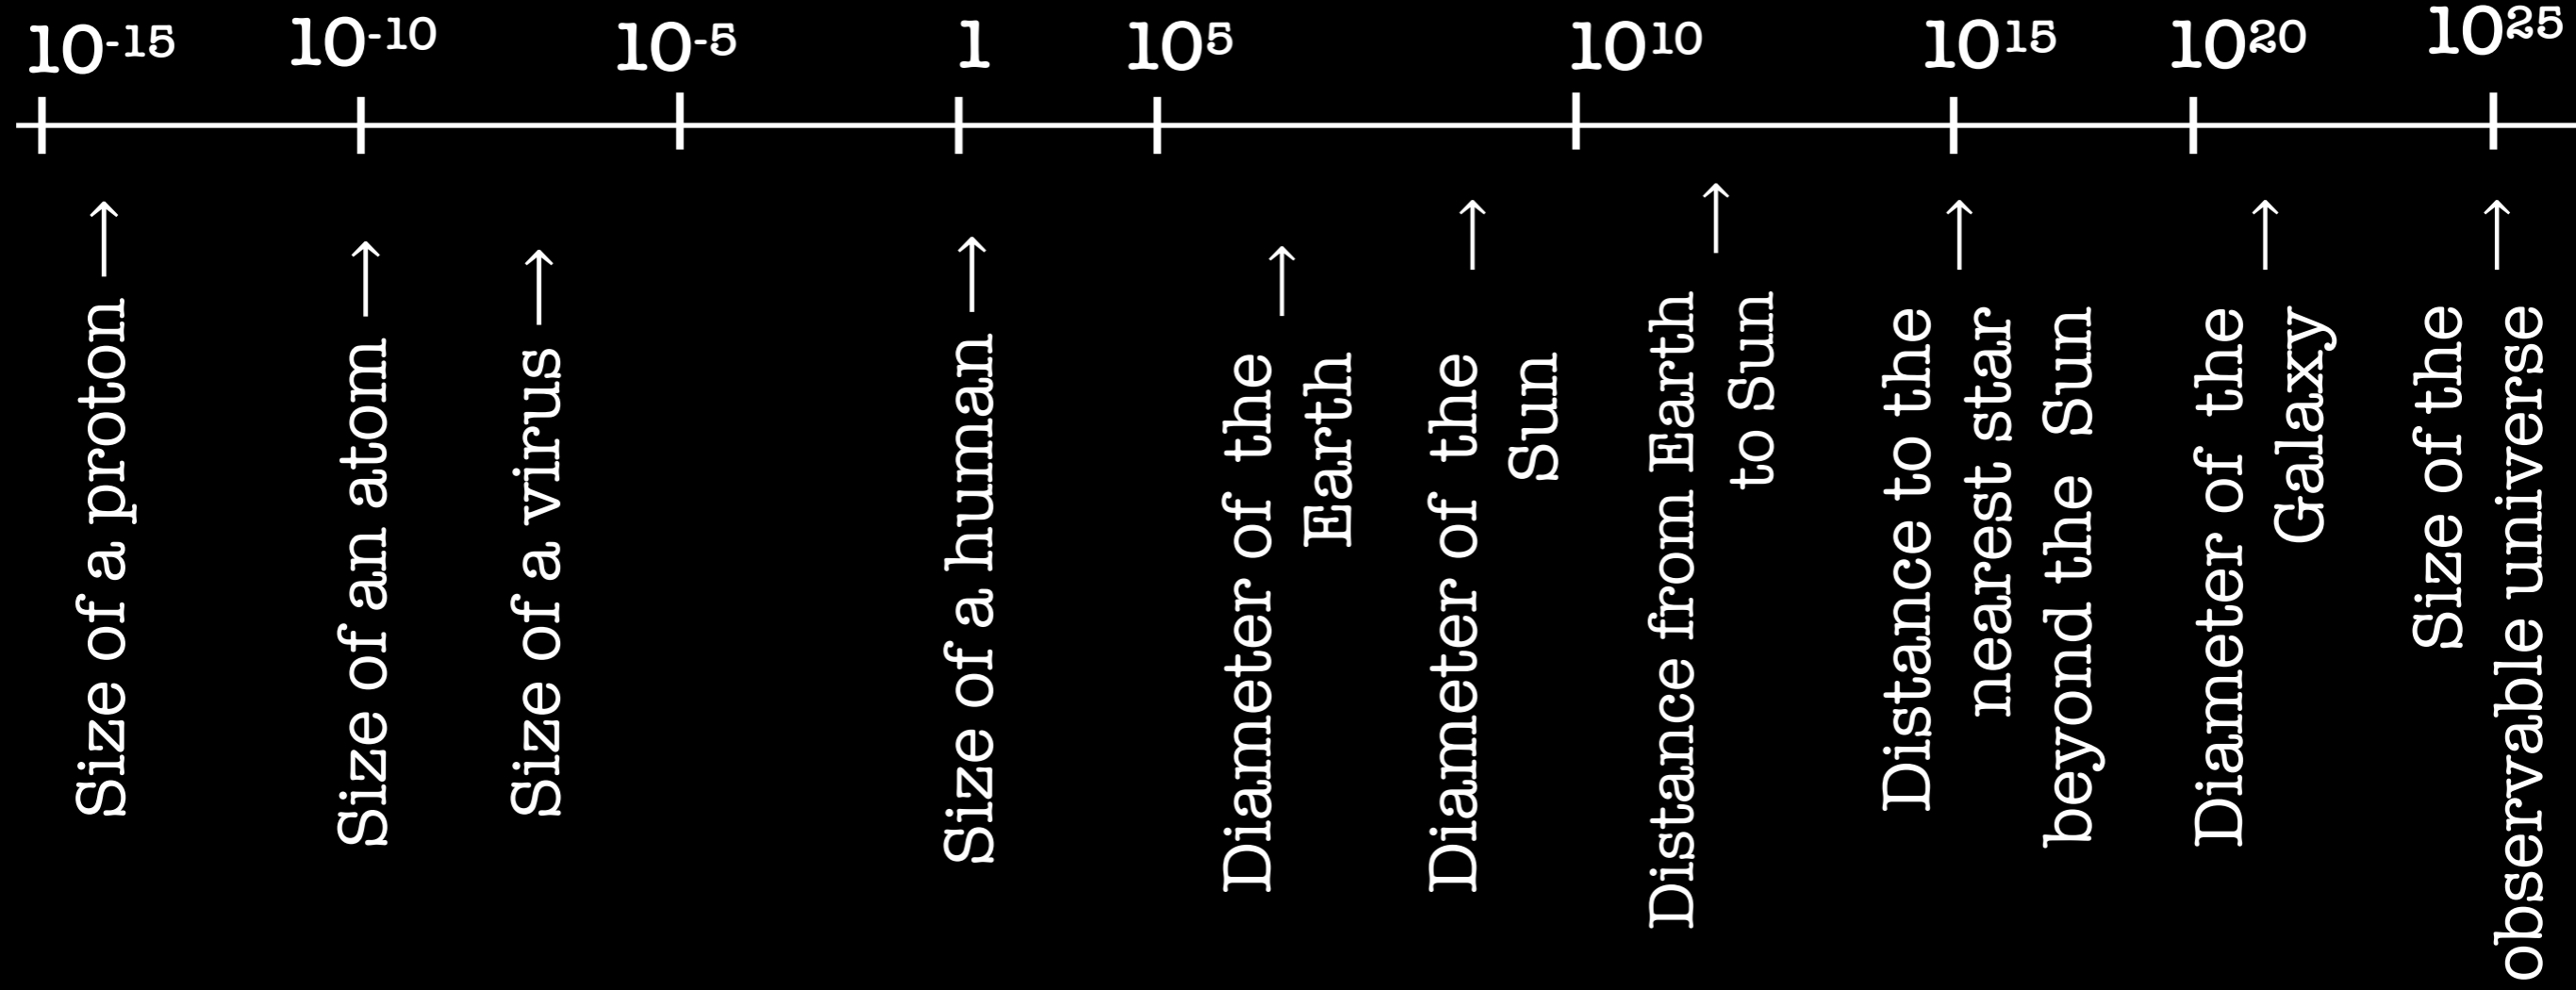 10⁻¹⁵
10⁻¹⁰
10⁻⁵
1
10⁵
10¹⁰
10¹⁵
10²⁰
10²⁵
Size of a proton
Size of an atom
Size of a virus
Size of a human
Diameter of the
Earth
Diameter of the
Sun
Distance from Earth
to Sun
Distance to the
nearest star
beyond the Sun
Diameter of the
Galaxy
Size of the
observable universe